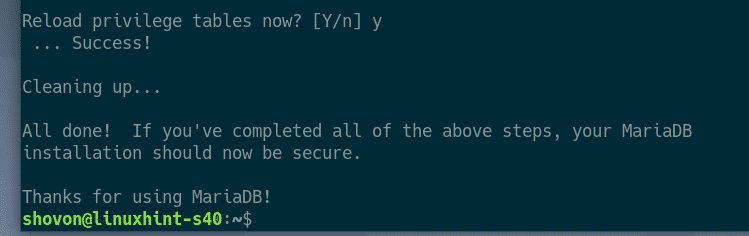 Reload privilege tables now? [Y/n] y
 ... Success!
Cleaning up...
All done!  If you've completed all of the above steps, your MariaDB
installation should now be secure.
Thanks for using MariaDB!
shovon@linuxhint-s40:~$